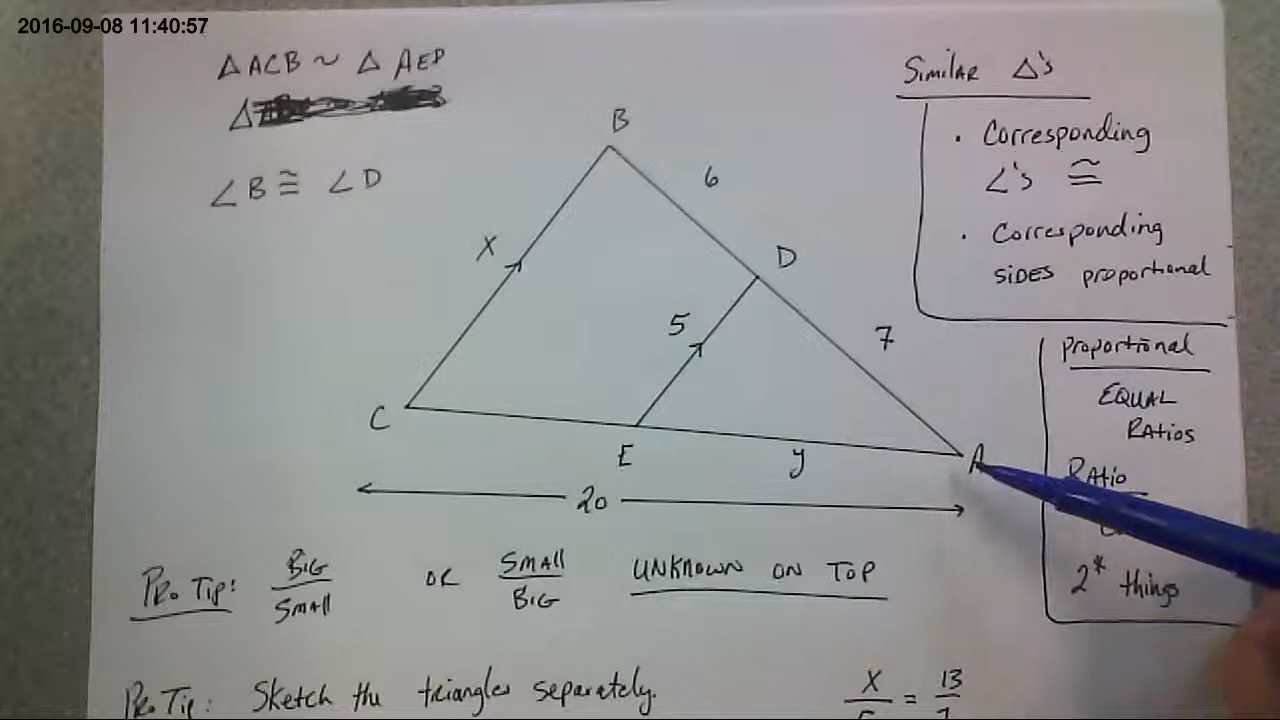 2016-09-08 11:40:57
△ACB ~ △AED
△
∠B ≅ ∠D
B
6
X
D
5
7
C
E
y
A
20
Similar △'s
• Corresponding
∠'s ≅
• Corresponding
sides proportional
Proportional
EQUAL
RATIOS
RATIO
2* things
PRO TIP: BIG/SMALL OR SMALL/BIG UNKNOWN ON TOP
PRO TIP: Sketch the triangles separately.
X/5 = 13/7